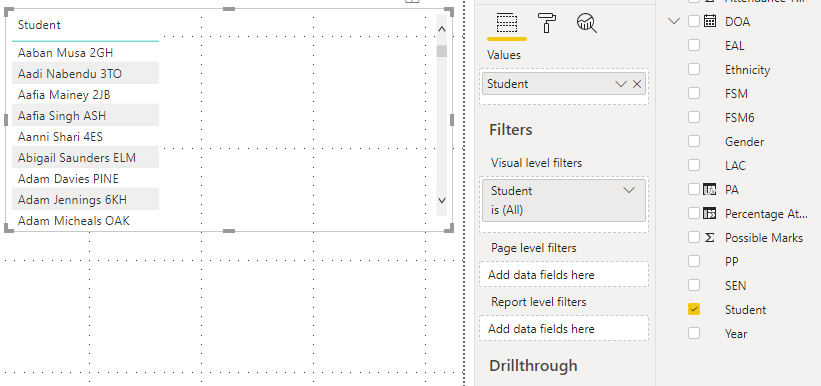 Student
Aaban Musa 2GH
Aadi Nabendu 3TO
Aafia Mainey 2JB
Aafia Singh ASH
Aanni Shari 4ES
Abigail Saunders ELM
Adam Davies PINE
Adam Jennings 6KH
Adam Micheals OAK
Values
Student
Filters
Visual level filters
Student
is (All)
Page level filters
Add data fields here
Report level filters
Add data fields here
Drillthrough
DOA
EAL
Ethnicity
FSM
FSM6
Gender
LAC
PA
Percentage At...
Possible Marks
PP
SEN
Student
Year